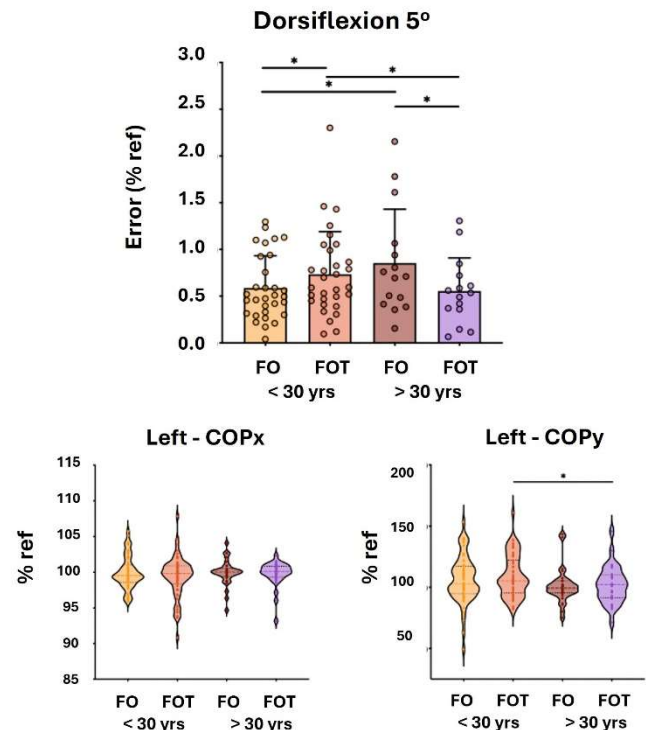 Dorsiflexion 5º
Error (% ref)
3.0
2.5
2.0
1.5
1.0
0.5
0.0
*
*
*
*
FO FOT FO FOT
< 30 yrs > 30 yrs
Left - COPx
% ref
115
110
105
100
95
90
85
FO FOT FO FOT
< 30 yrs > 30 yrs
Left - COPy
% ref
200
150
100
50
*
FO FOT FO FOT
< 30 yrs > 30 yrs